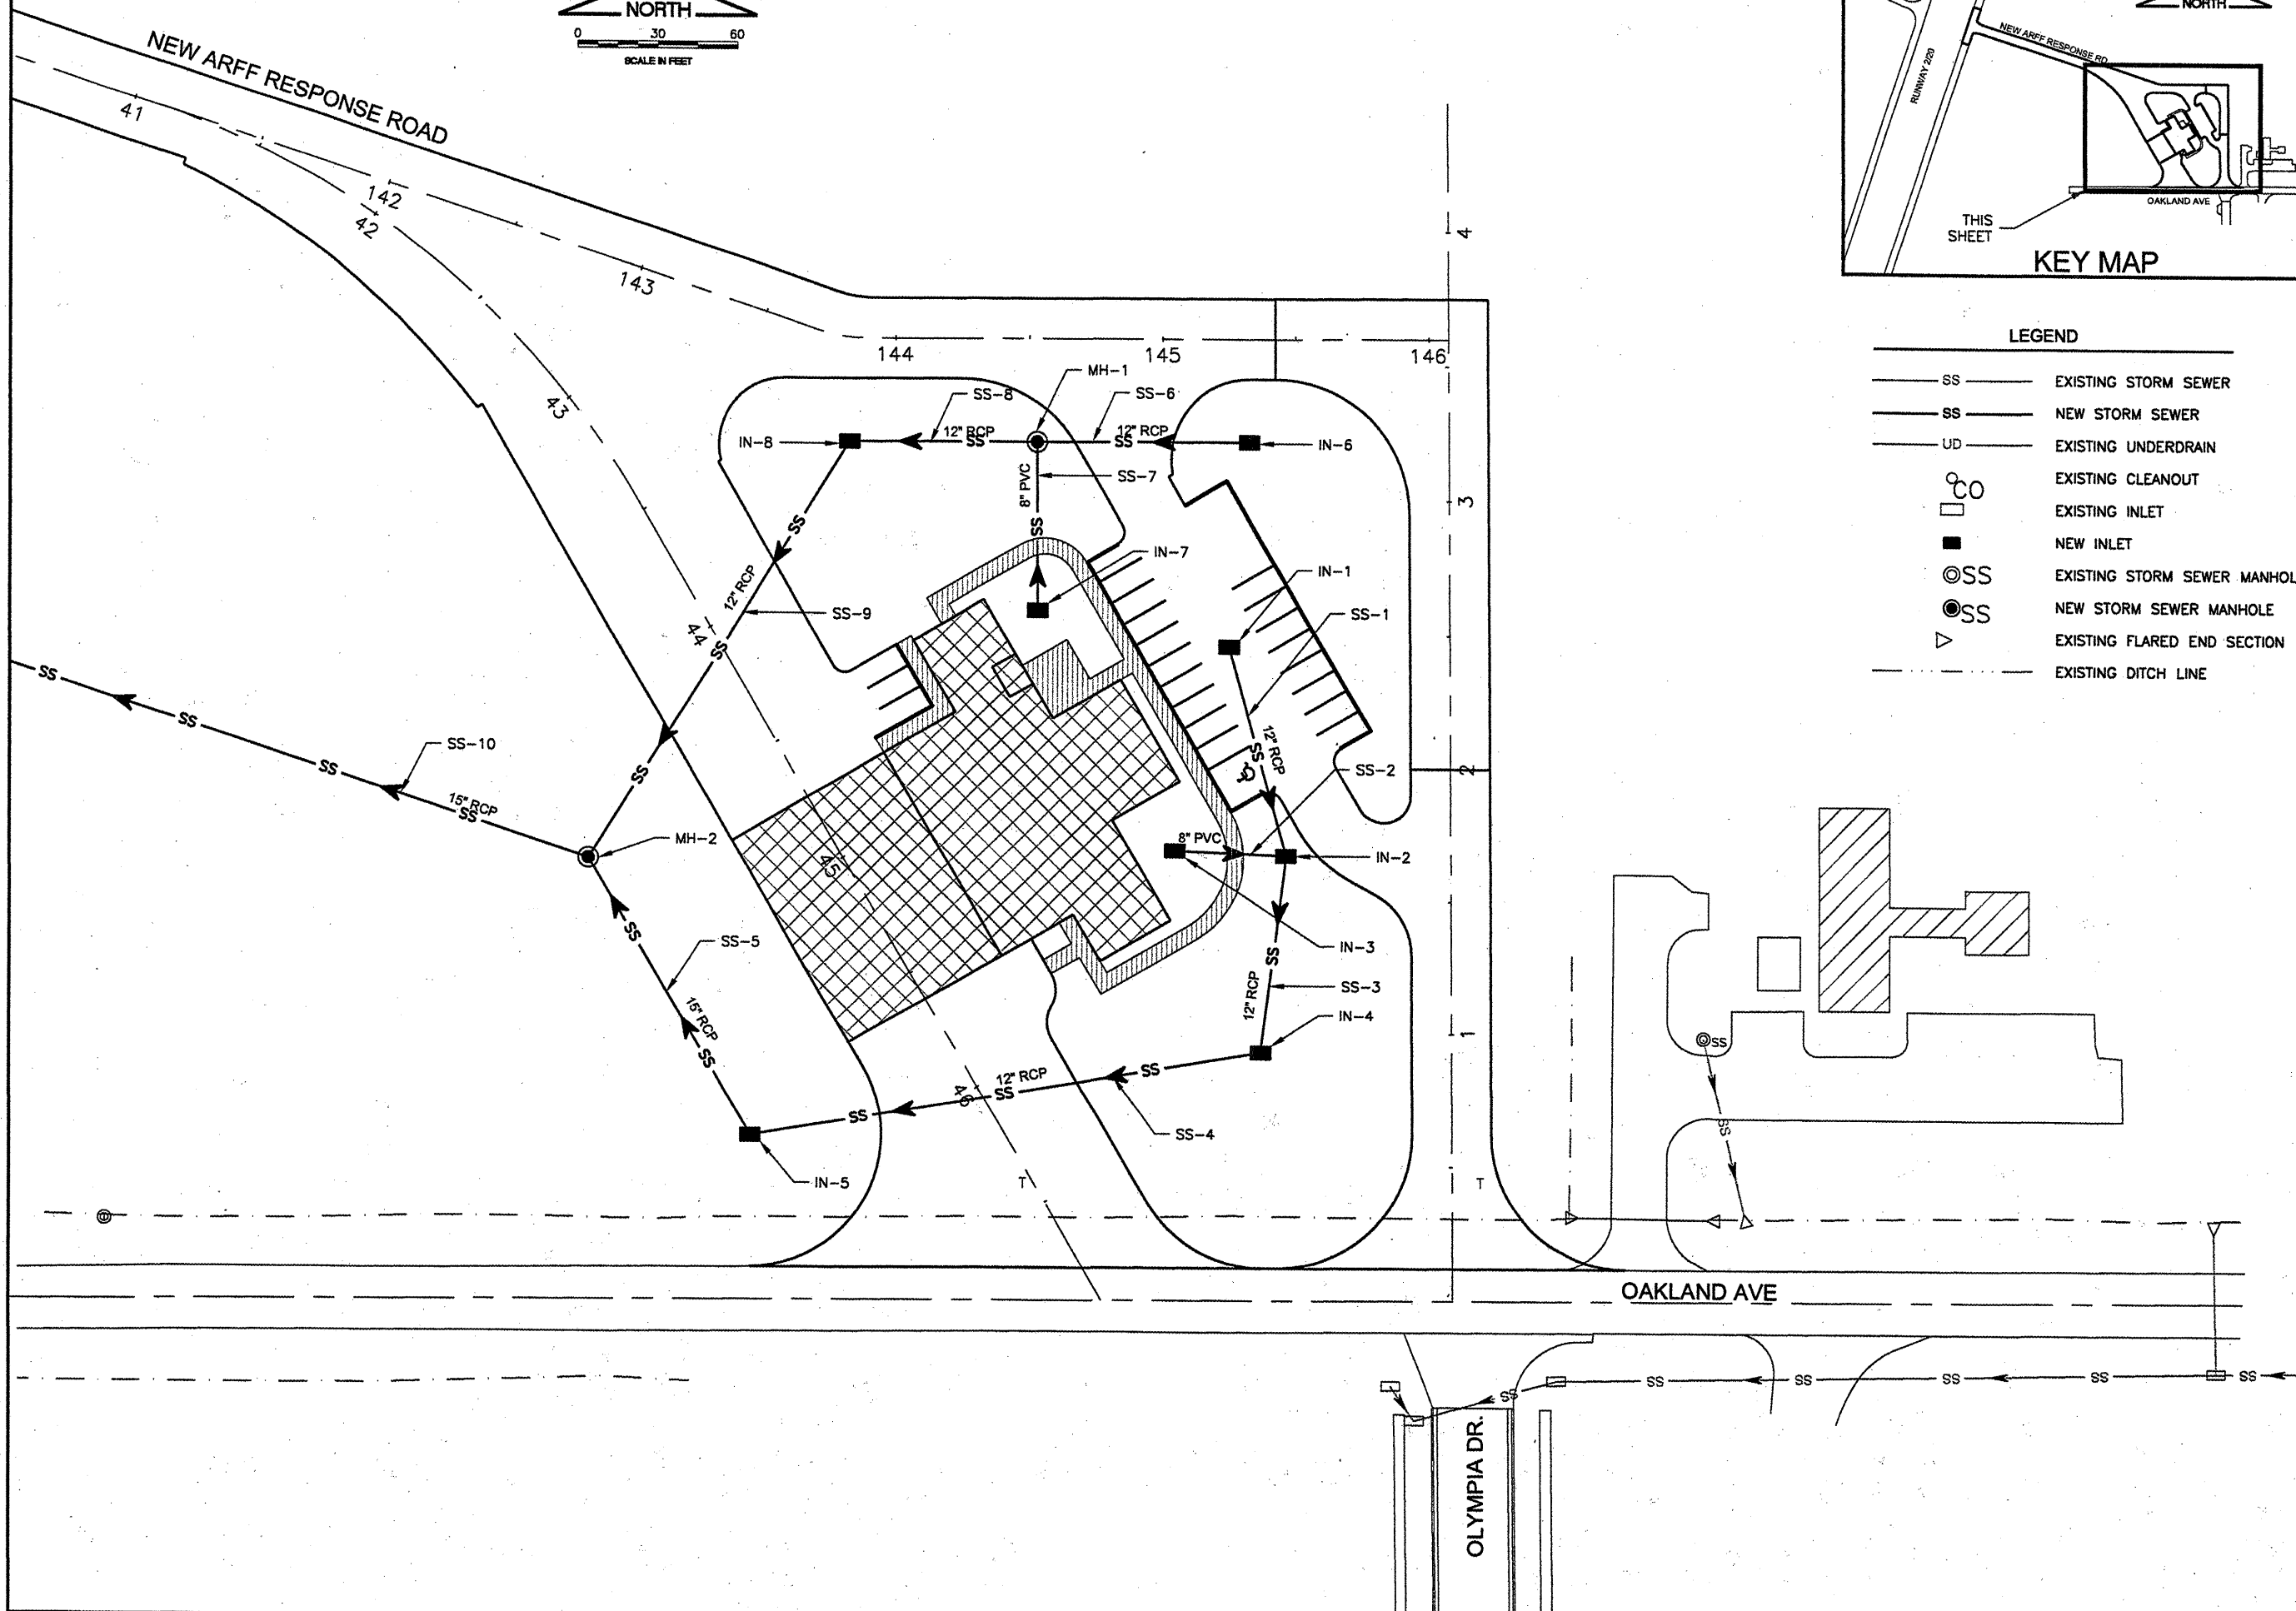 NORTH
0 30 60
SCALE IN FEET
NEW ARFF RESPONSE ROAD
41
142
42
143
43
144
145
146
4
3
2
1
44
45
46
NORTH
RUNWAY 2/20
NEW ARFF RESPONSE RD
OAKLAND AVE
THIS
SHEET
KEY MAP
LEGEND
SS EXISTING STORM SEWER
SS NEW STORM SEWER
UD EXISTING UNDERDRAIN
CO EXISTING CLEANOUT
EXISTING INLET
NEW INLET
SS EXISTING STORM SEWER MANHOL
SS NEW STORM SEWER MANHOLE
EXISTING FLARED END SECTION
EXISTING DITCH LINE
MH-1
SS-8
SS-6
IN-8
12" RCP
SS
12" RCP
SS
IN-6
SS-7
8" PVC
SS
IN-7
SS
12" RCP
SS-9
SS
SS
IN-1
SS-1
12" RCP
SS
SS-2
8" PVC
IN-2
IN-3
SS
12" RCP
SS-3
IN-4
SS
SS
SS
SS-10
15" RCP
SS
MH-2
SS
SS-5
15" RCP
SS
12" RCP
SS
SS
SS
SS-4
IN-5
T
T
SS
SS
OAKLAND AVE
SS
SS
SS
SS
SS
SS
OLYMPIA DR.